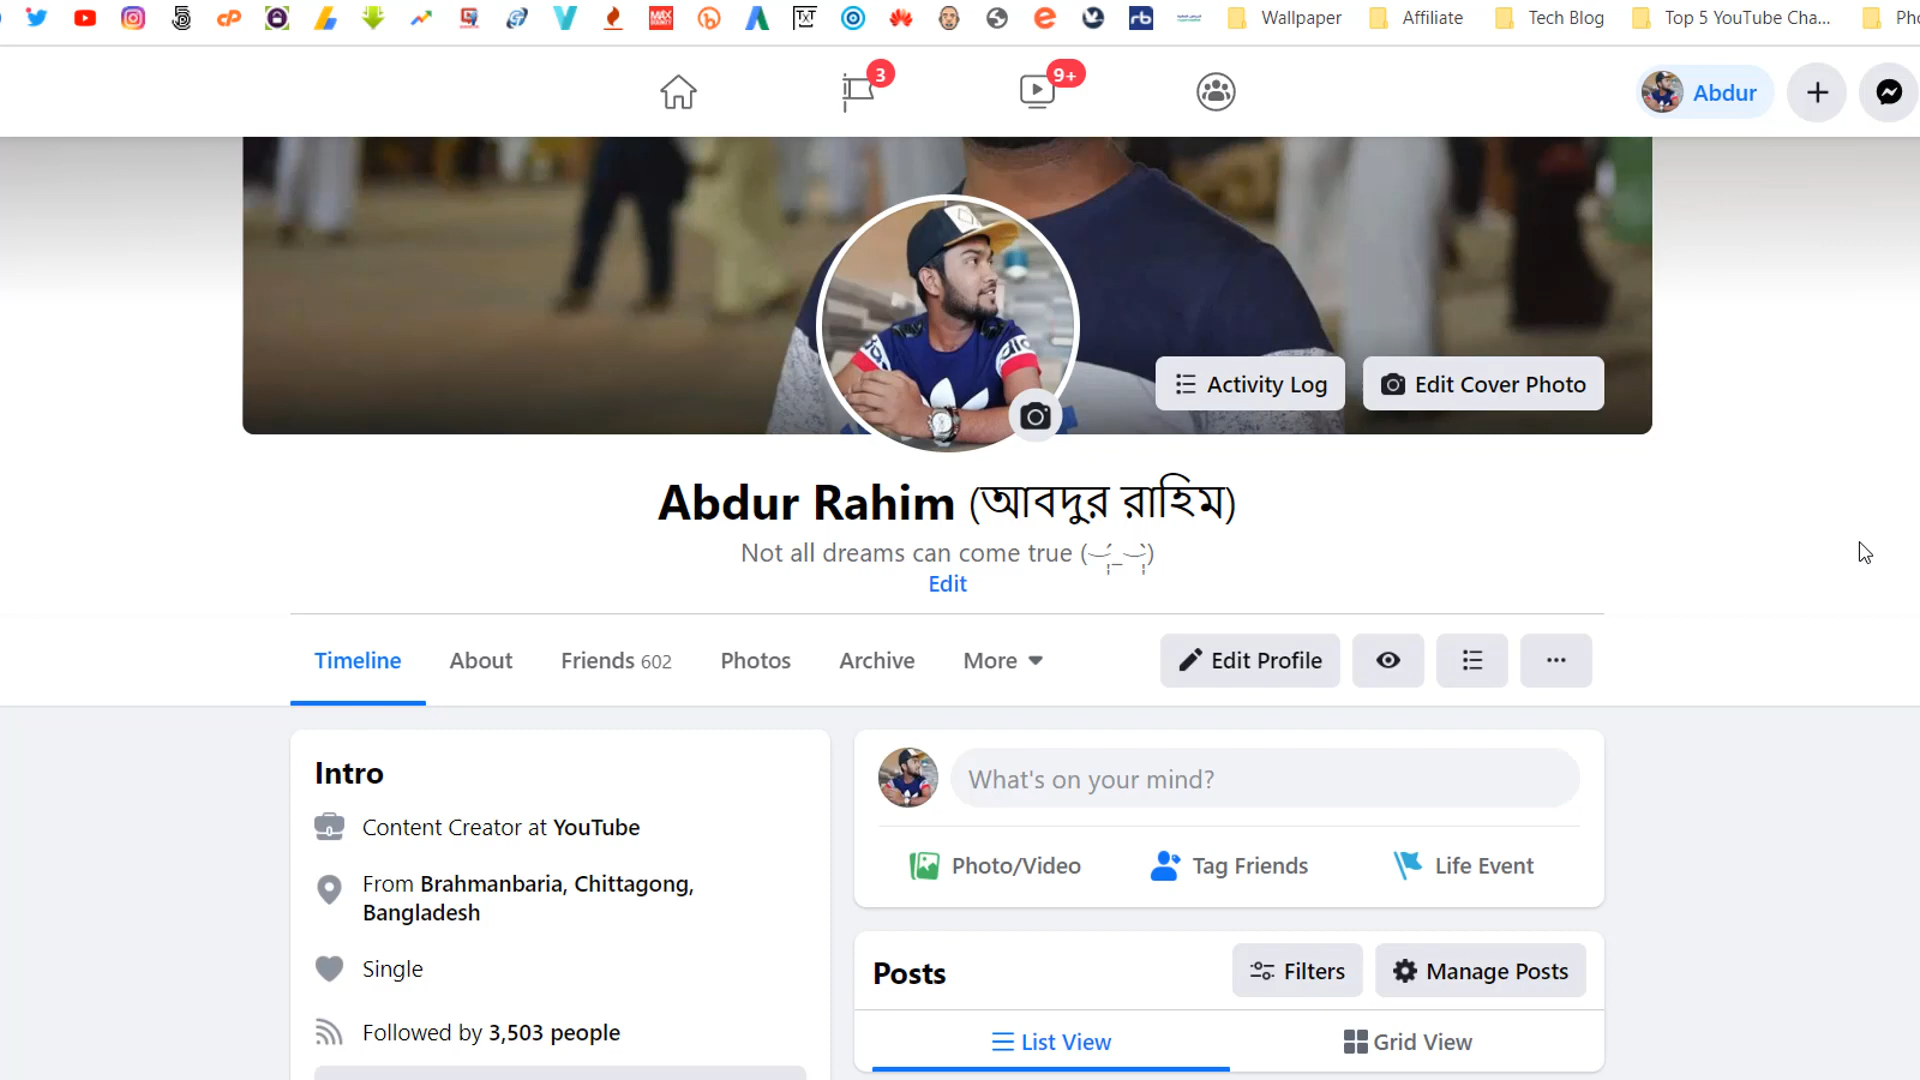 Wallpaper
Affiliate
Tech Blog
Top 5 YouTube Cha...
3
9+
Abdur
Activity Log
Edit Cover Photo
Abdur Rahim (আবদুর রাহিম)
Not all dreams can come true
Edit
Timeline
About
Friends 602
Photos
Archive
More
Edit Profile
Intro
Content Creator at YouTube
From Brahmanbaria, Chittagong,
Bangladesh
Single
Followed by 3,503 people
What's on your mind?
Photo/Video
Tag Friends
Life Event
Posts
Filters
Manage Posts
List View
Grid View